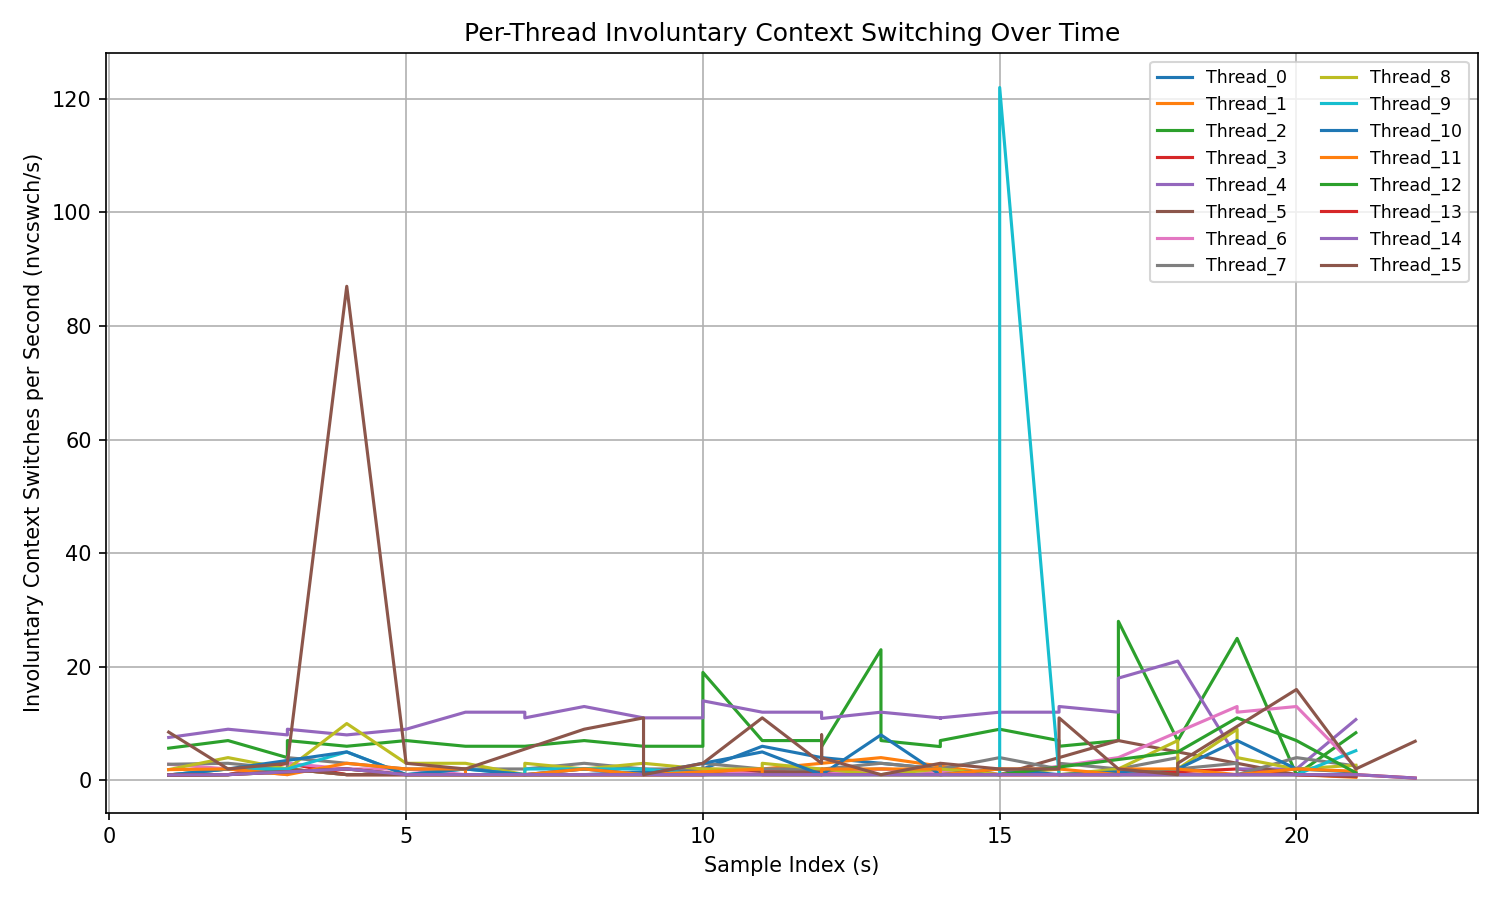 Per-Thread Involuntary Context Switching Over Time
Involuntary Context Switches per Second (nvcswch/s)
120
100
80
60
40
20
0
Thread_0
Thread_1
Thread_2
Thread_3
Thread_4
Thread_5
Thread_6
Thread_7
Thread_8
Thread_9
Thread_10
Thread_11
Thread_12
Thread_13
Thread_14
Thread_15
0 5 10 15 20
Sample Index (s)